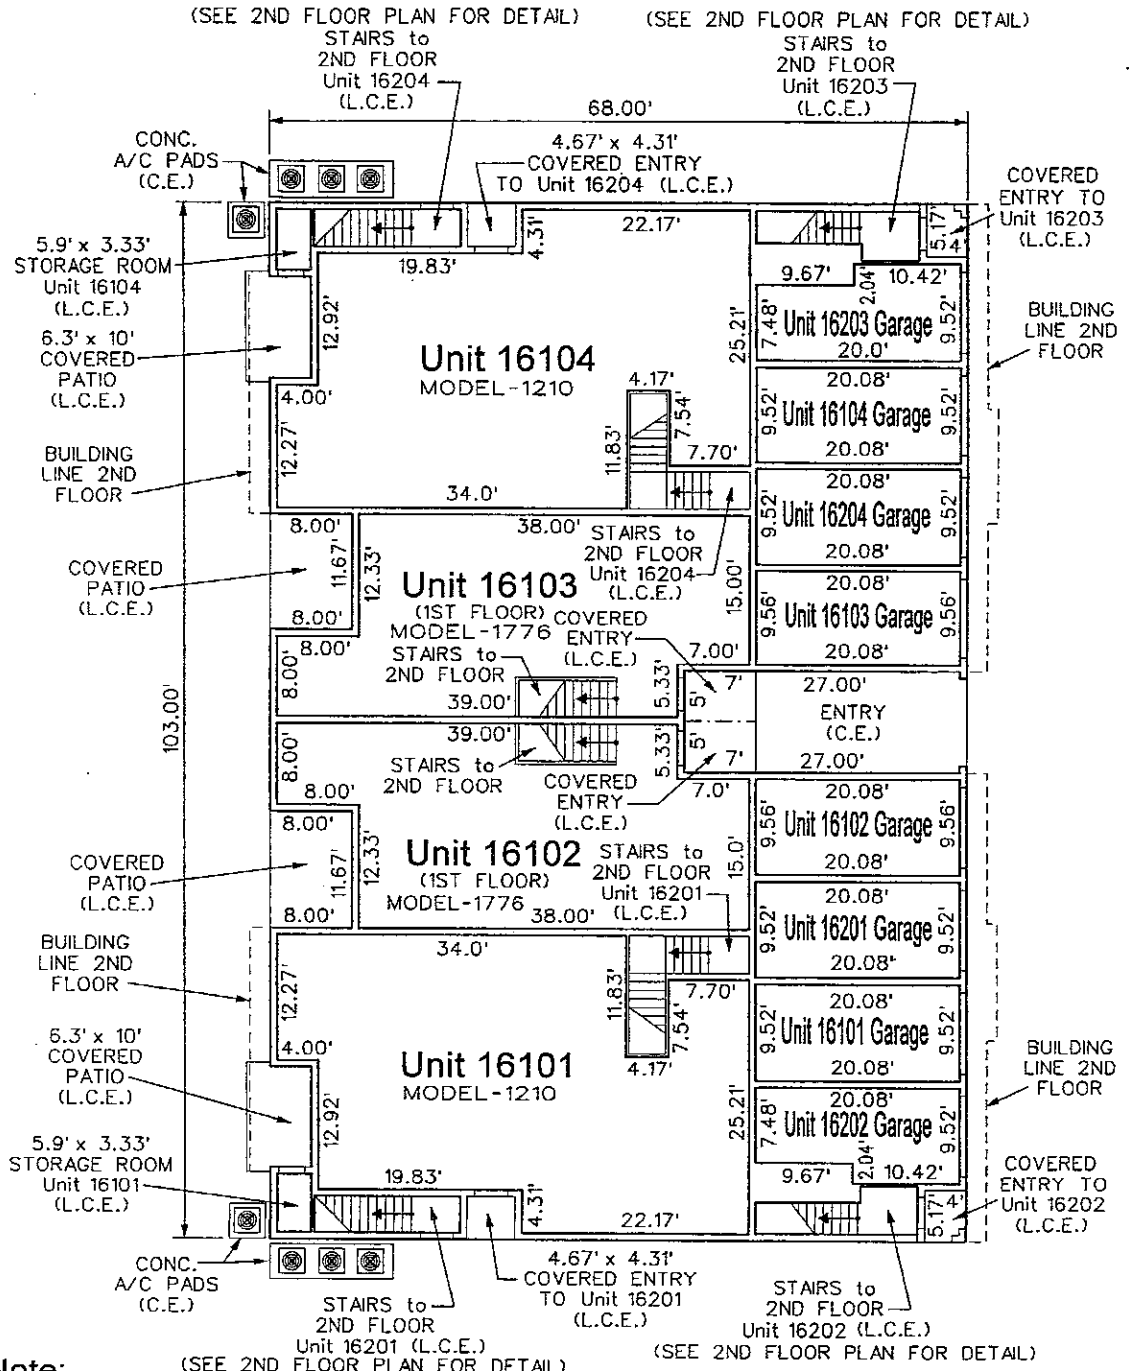 (SEE 2ND FLOOR PLAN FOR DETAIL)
(SEE 2ND FLOOR PLAN FOR DETAIL)
STAIRS to
2ND FLOOR
Unit 16204
(L.C.E.)
STAIRS to
2ND FLOOR
Unit 16203
(L.C.E.)
68.00'
CONC.
A/C PADS
(C.E.)
4.67' x 4.31'
COVERED ENTRY
TO Unit 16204 (L.C.E.)
COVERED
ENTRY TO
Unit 16203
(L.C.E.)
5.9' x 3.33'
STORAGE ROOM
Unit 16104
(L.C.E.)
4.31'
22.17'
5.17'
4'
19.83'
9.67'
2.04'
10.42'
6.3' x 10'
COVERED
PATIO
(L.C.E.)
12.92'
25.21'
7.48'
Unit 16203 Garage
9.52'
20.0'
BUILDING
LINE 2ND
FLOOR
Unit 16104
MODEL-1210
4.00'
4.17'
7.54'
20.08'
9.52'
Unit 16104 Garage
9.52'
20.08'
BUILDING
LINE 2ND
FLOOR
12.27'
11.83'
7.70'
34.0'
20.08'
9.52'
Unit 16204 Garage
9.52'
20.08'
8.00'
38.00'
STAIRS to
2ND FLOOR
Unit 16204
(L.C.E.)
COVERED
PATIO
(L.C.E.)
11.67'
12.33'
Unit 16103
(1ST FLOOR)
MODEL-1776
15.00'
20.08'
9.56'
Unit 16103 Garage
9.56'
20.08'
8.00'
8.00'
COVERED
ENTRY
(L.C.E.)
STAIRS to
2ND FLOOR
7.00'
8.00'
39.00'
5.33'
5'
7'
27.00'
ENTRY
(C.E.)
103.00'
39.00'
8.00'
STAIRS to
2ND FLOOR
5.33'
5'
7'
27.00'
COVERED
ENTRY
(L.C.E.)
7.0'
8.00'
8.00'
20.08'
9.56'
Unit 16102 Garage
9.56'
20.08'
COVERED
PATIO
(L.C.E.)
11.67'
12.33'
Unit 16102
(1ST FLOOR)
MODEL-1776
STAIRS to
2ND FLOOR
Unit 16201
(L.C.E.)
15.0'
8.00'
38.00'
20.08'
9.52'
Unit 16201 Garage
9.52'
20.08'
BUILDING
LINE 2ND
FLOOR
34.0'
12.27'
11.83'
7.70'
7.54'
4.17'
20.08'
9.52'
Unit 16101 Garage
9.52'
20.08'
6.3' x 10'
COVERED
PATIO
(L.C.E.)
4.00'
Unit 16101
MODEL-1210
BUILDING
LINE 2ND
FLOOR
12.92'
25.21'
20.08'
7.48'
Unit 16202 Garage
9.52'
5.9' x 3.33'
STORAGE ROOM
Unit 16101
(L.C.E.)
19.83'
9.67'
2.04'
10.42'
COVERED
ENTRY TO
Unit 16202
(L.C.E.)
4.31'
22.17'
5.17'
4'
CONC.
A/C PADS
(C.E.)
4.67' x 4.31'
COVERED ENTRY
TO Unit 16201
(L.C.E.)
STAIRS to
2ND FLOOR
Unit 16201 (L.C.E.)
(SEE 2ND FLOOR PLAN FOR DETAIL)
STAIRS to
2ND FLOOR
Unit 16202 (L.C.E.)
(SEE 2ND FLOOR PLAN FOR DETAIL)
Note: